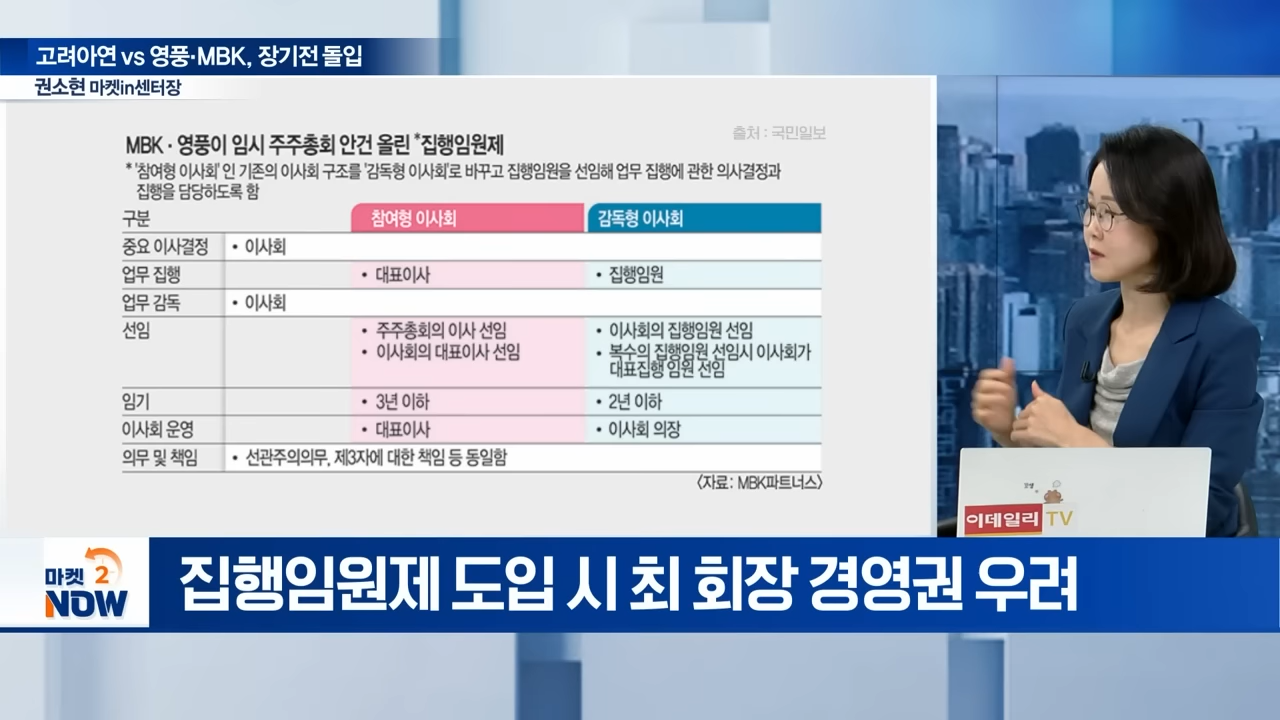 고려아연 vs 영풍·MBK, 장기전 돌입
권소현 마켓in센터장
출처 : 국민일보
MBK · 영풍이 임시 주주총회 안건 올린 *집행임원제
* '참여형 이사회' 인 기존의 이사회 구조를 '감독형 이사회'로 바꾸고 집행임원을 선임해 업무 집행에 관한 의사결정과
집행을 담당하도록 함
구분 참여형 이사회 감독형 이사회
중요 이사결정 • 이사회
업무 집행 • 대표이사 • 집행임원
업무 감독 • 이사회
선임 • 주주총회의 이사 선임 • 이사회의 집행임원 선임
• 이사회의 대표이사 선임 • 복수의 집행임원 선임시 이사회가
대표집행 임원 선임
임기 • 3년 이하 • 2년 이하
이사회 운영 • 대표이사 • 이사회 의장
의무 및 책임 • 선관주의의무, 제3자에 대한 책임 등 동일함
〈자료 : MBK파트너스〉
이데일리 TV
마켓 2
NOW
집행임원제 도입 시 최 회장 경영권 우려